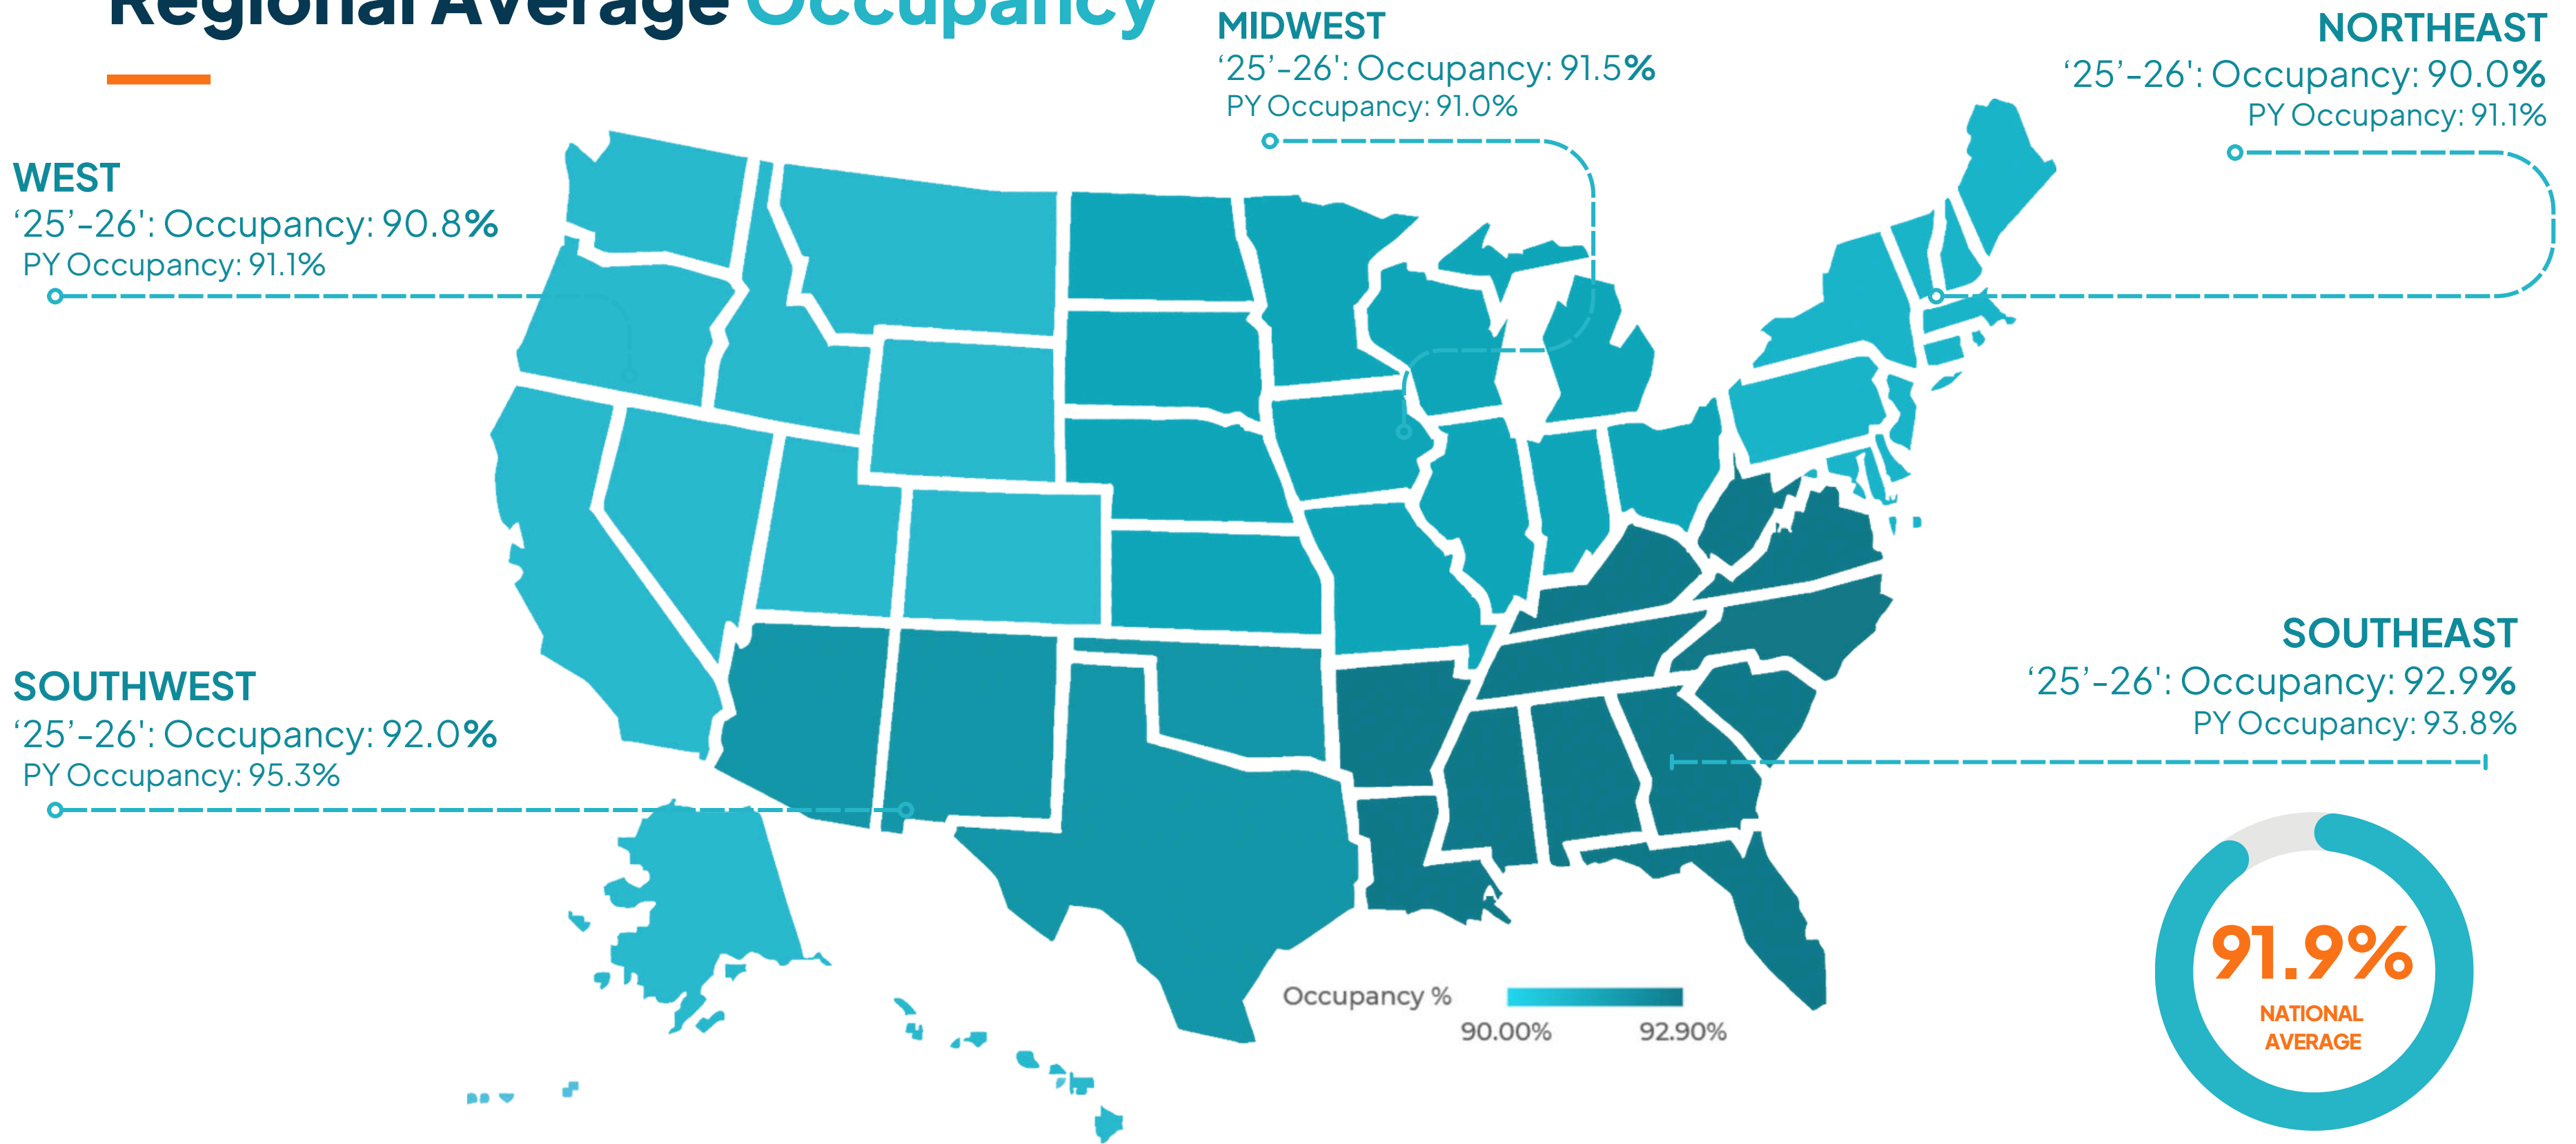 Regional Average Occupancy
MIDWEST
‘25’-26': Occupancy: 91.5%
PY Occupancy: 91.0%
NORTHEAST
‘25’-26': Occupancy: 90.0%
PY Occupancy: 91.1%
WEST
‘25’-26': Occupancy: 90.8%
PY Occupancy: 91.1%
SOUTHWEST
‘25’-26': Occupancy: 92.0%
PY Occupancy: 95.3%
SOUTHEAST
‘25’-26': Occupancy: 92.9%
PY Occupancy: 93.8%
Occupancy %
90.00% 92.90%
91.9%
NATIONAL
AVERAGE